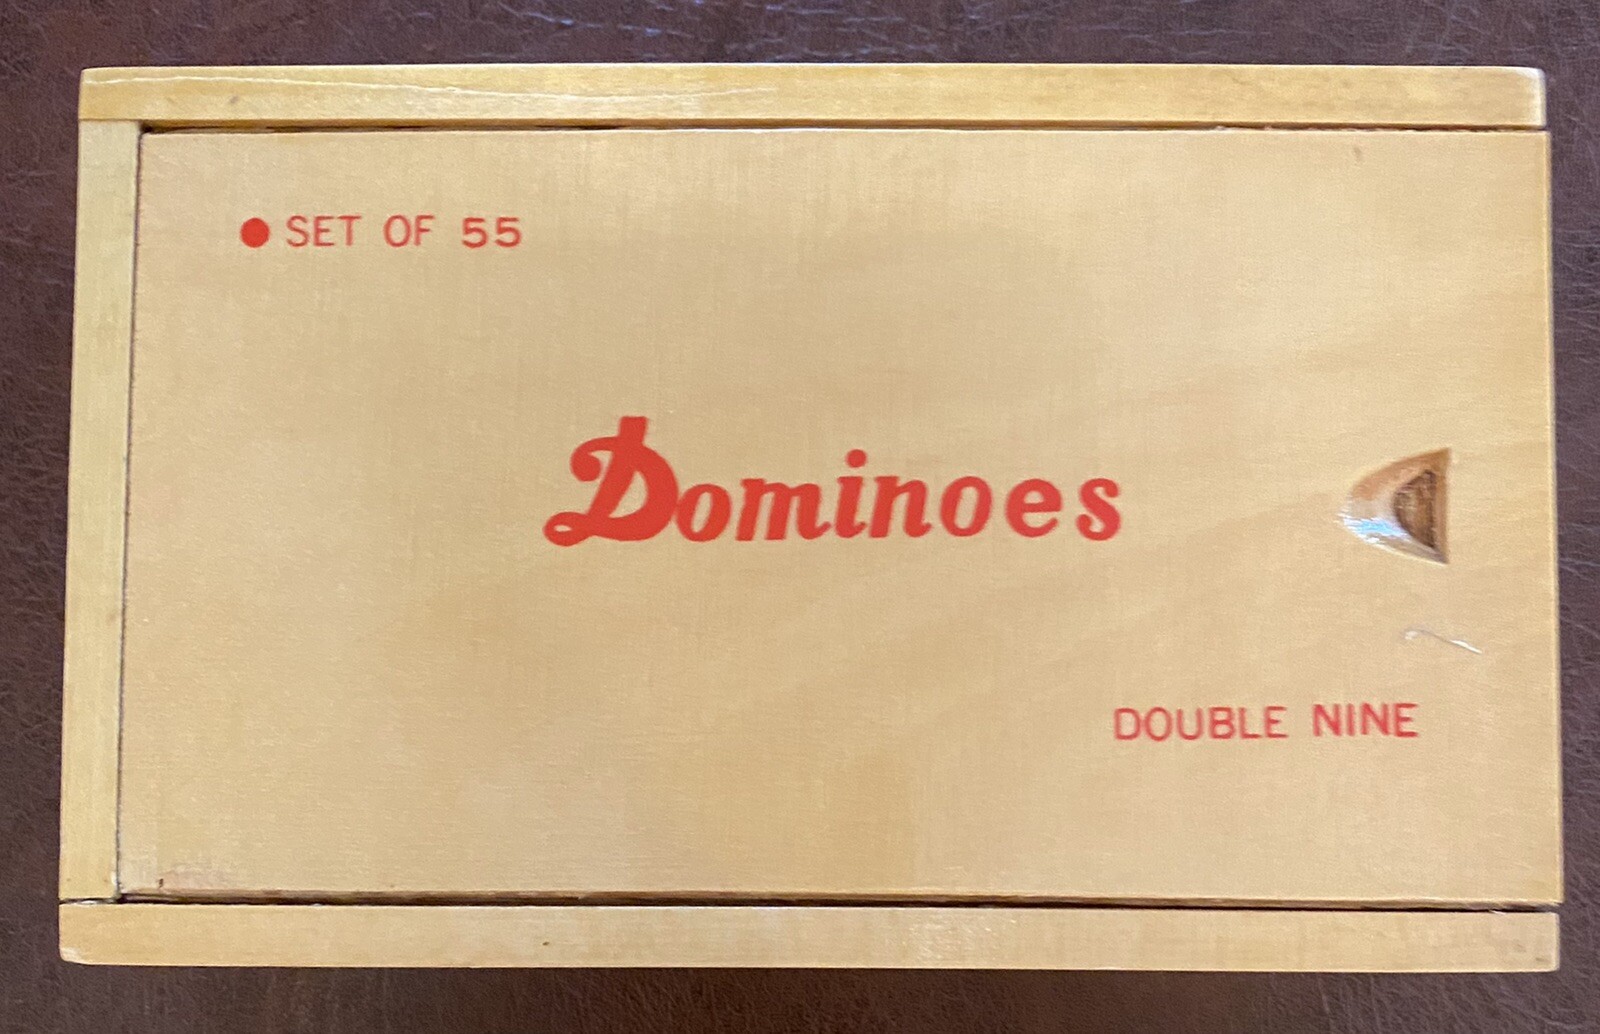 SET OF 55
Dominoes
DOUBLE NINE